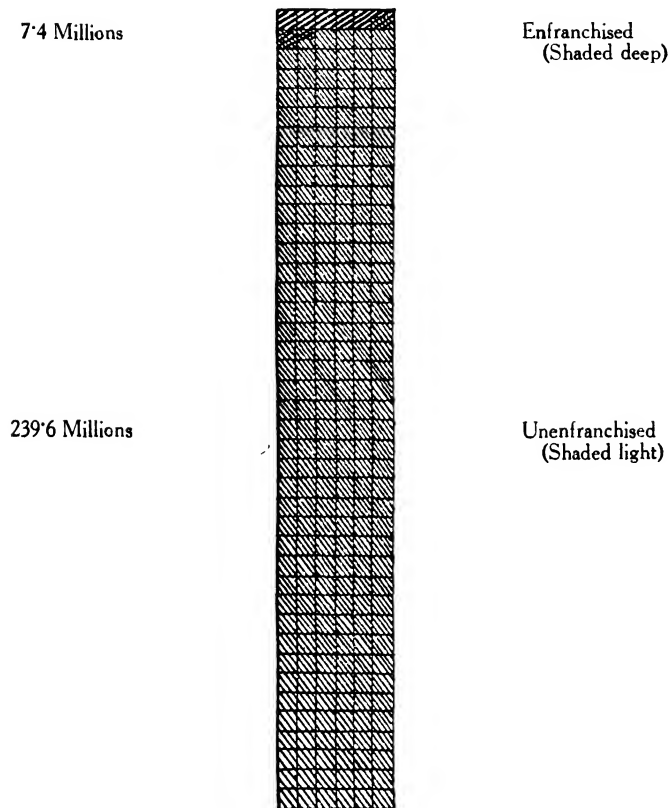 7·4 Millions
Enfranchised
(Shaded deep)
239·6 Millions
Unenfranchised
(Shaded light)